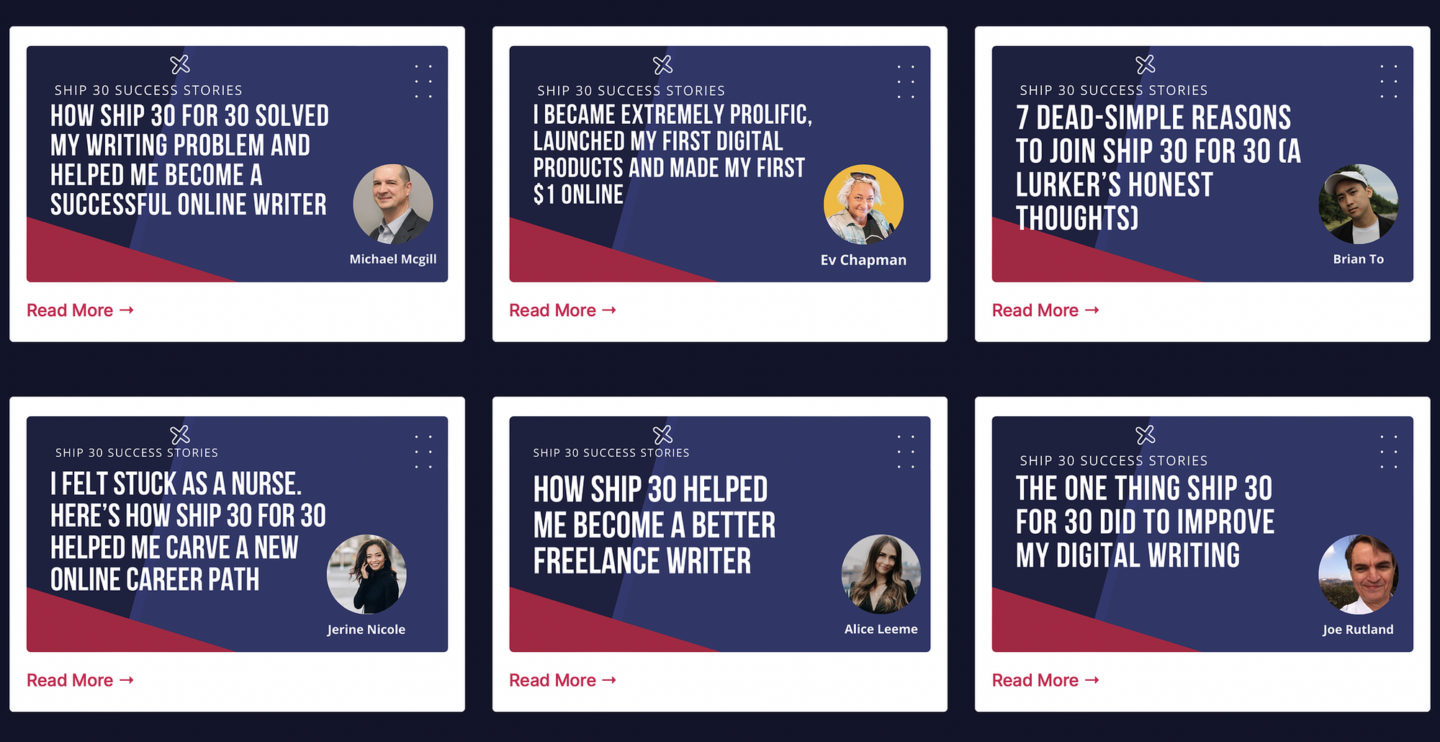 SHIP 30 SUCCESS STORIES
HOW SHIP 30 FOR 30 SOLVED
MY WRITING PROBLEM AND
HELPED ME BECOME A
SUCCESSFUL ONLINE WRITER
Michael Mcgill
Read More →
SHIP 30 SUCCESS STORIES
I BECAME EXTREMELY PROLIFIC,
LAUNCHED MY FIRST DIGITAL
PRODUCTS AND MADE MY FIRST
$1 ONLINE
Ev Chapman
Read More →
SHIP 30 SUCCESS STORIES
7 DEAD-SIMPLE REASONS
TO JOIN SHIP 30 FOR 30 (A
LURKER'S HONEST
THOUGHTS)
Brian To
Read More →
SHIP 30 SUCCESS STORIES
I FELT STUCK AS A NURSE.
HERE'S HOW SHIP 30 FOR 30
HELPED ME CARVE A NEW
ONLINE CAREER PATH
Jerine Nicole
Read More →
SHIP 30 SUCCESS STORIES
HOW SHIP 30 HELPED
ME BECOME A BETTER
FREELANCE WRITER
Alice Leeme
Read More →
SHIP 30 SUCCESS STORIES
THE ONE THING SHIP 30
FOR 30 DID TO IMPROVE
MY DIGITAL WRITING
Joe Rutland
Read More →